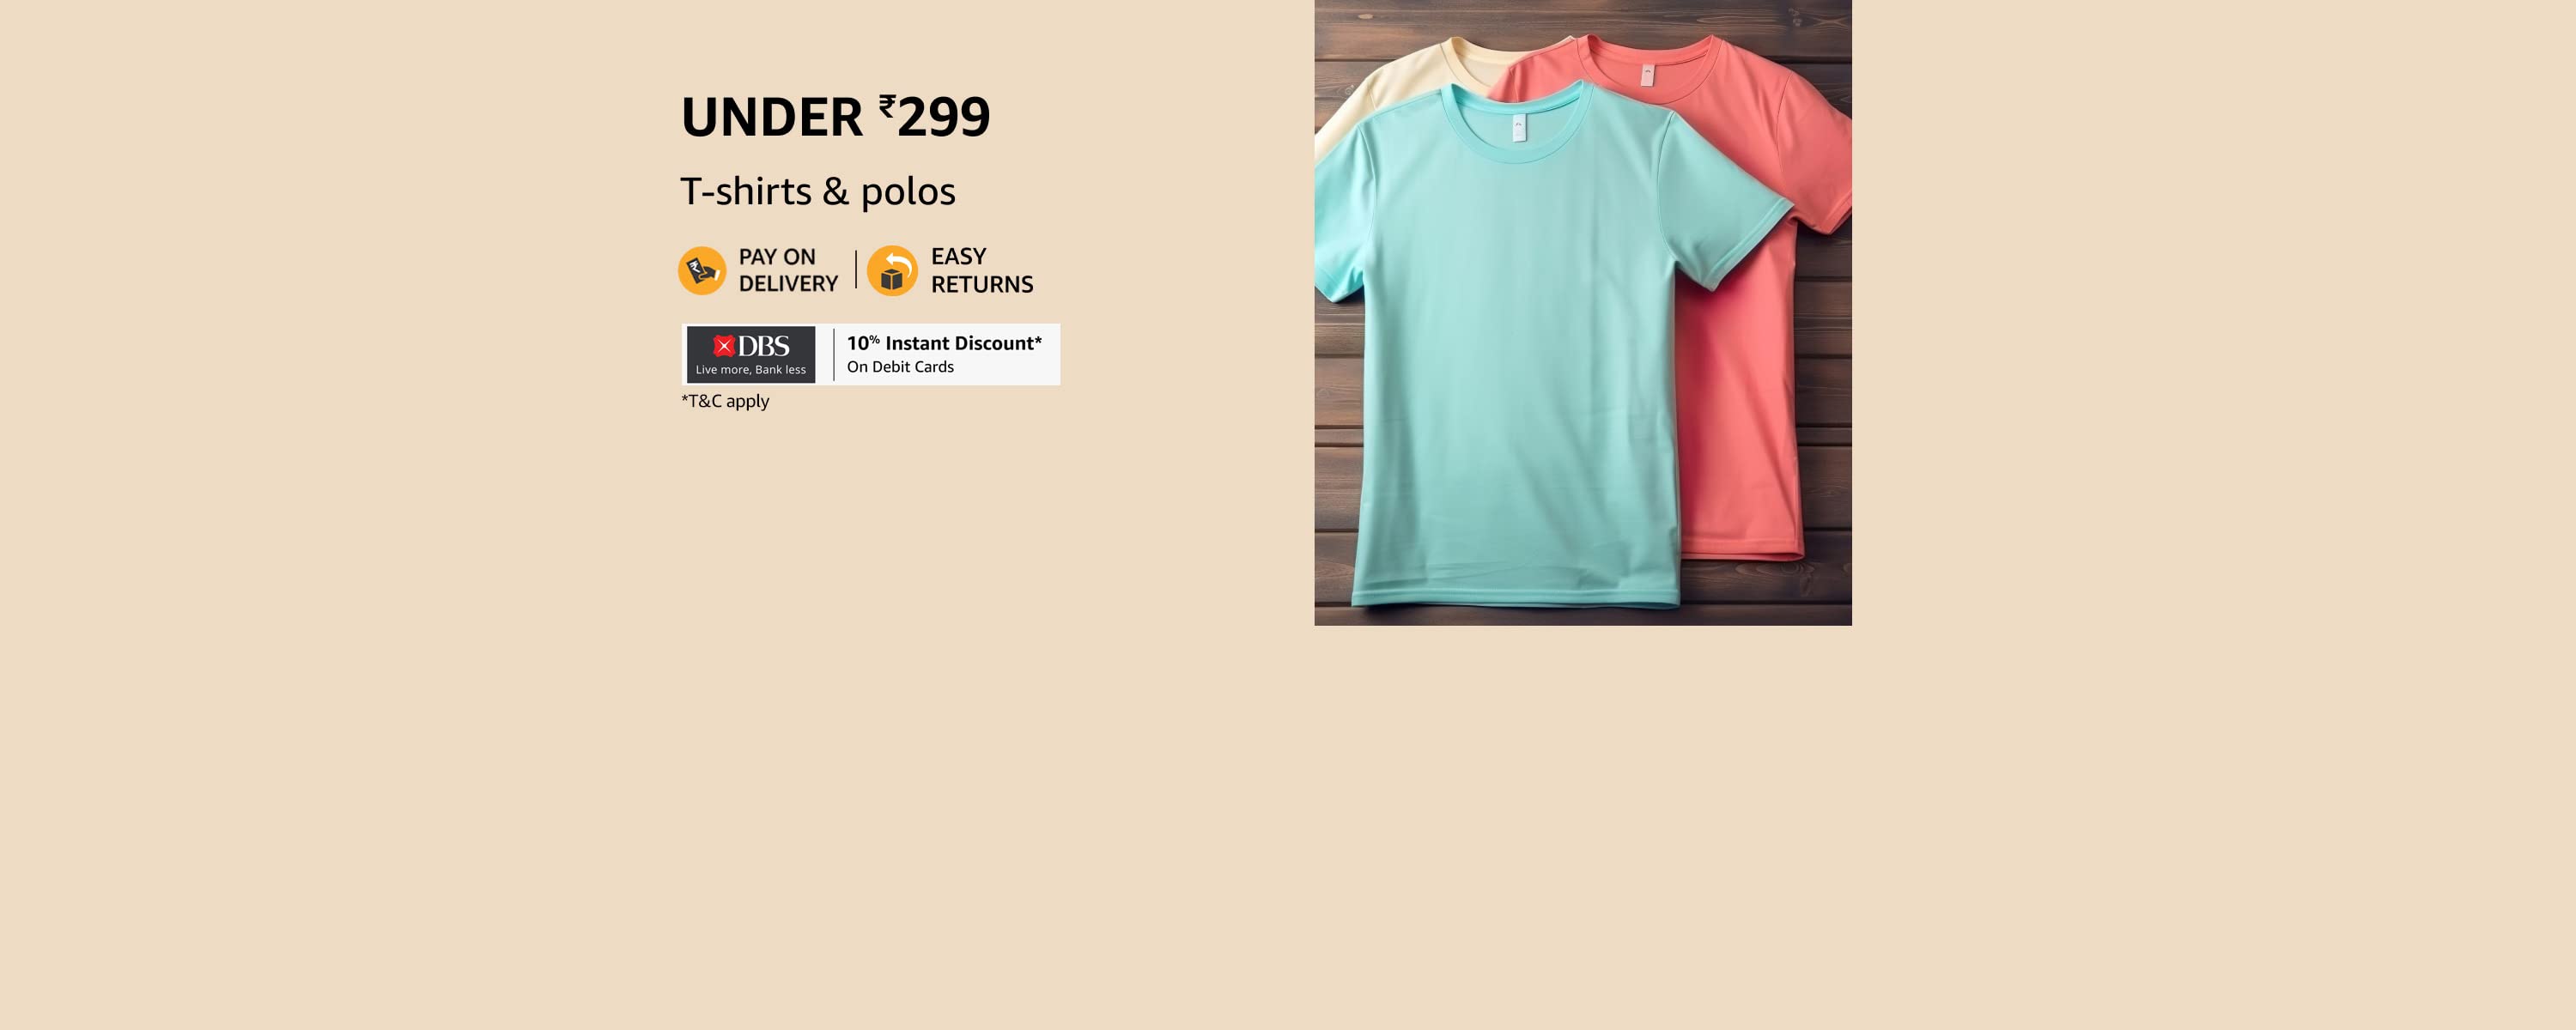 UNDER ₹299
T-shirts & polos
PAY ON
DELIVERY
EASY
RETURNS
DBS
Live more, Bank less
10% Instant Discount*
On Debit Cards
*T&C apply